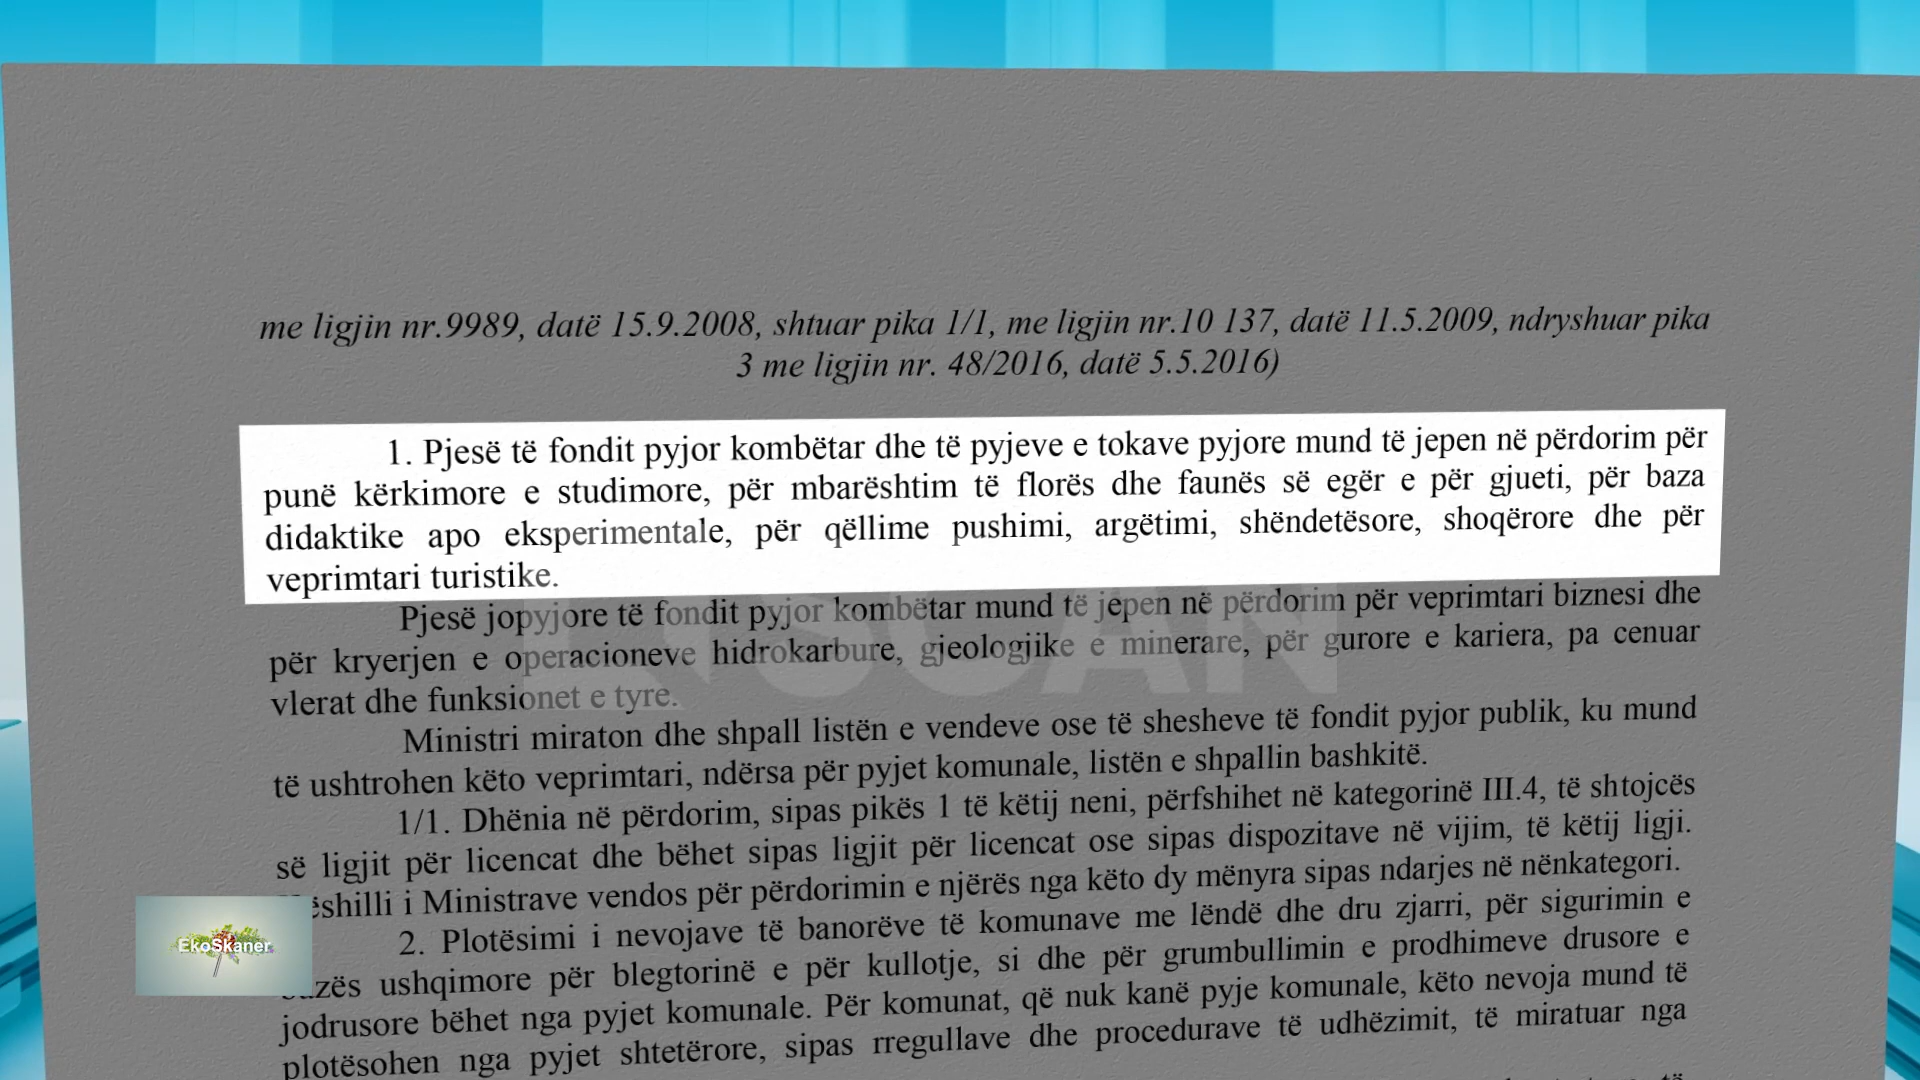 me ligjin nr.9989, datë 15.9.2008, shtuar pika 1/1, me ligjin nr.10 137, datë 11.5.2009, ndryshuar pika
3 me ligjin nr. 48/2016, datë 5.5.2016)
1. Pjesë të fondit pyjor kombëtar dhe të pyjeve e tokave pyjore mund të jepen në përdorim për
punë kërkimore e studimore, për mbarështim të florës dhe faunës së egër e për gjueti, për baza
didaktike apo eksperimentale, për qëllime pushimi, argëtimi, shëndetësore, shoqërore dhe për
veprimtari turistike.
Pjesë jopyjore të fondit pyjor kombëtar mund të jepen në përdorim për veprimtari biznesi dhe
për kryerjen e operacioneve hidrokarbure, gjeologjike e minerare, për gurore e kariera, pa cenuar
vlerat dhe funksionet e tyre.
Ministri miraton dhe shpall listën e vendeve ose të shesheve të fondit pyjor publik, ku mund
të ushtrohen këto veprimtari, ndërsa për pyjet komunale, listën e shpallin bashkitë.
1/1. Dhënia në përdorim, sipas pikës 1 të këtij neni, përfshihet në kategorinë III.4, të shtojcës
së ligjit për licencat dhe bëhet sipas ligjit për licencat ose sipas dispozitave në vijim, të këtij ligji.
i Ministrave vendos për përdorimin e njërës nga këto dy mënyra sipas ndarjes në nënkategori.
2. Plotësimi i nevojave të banorëve të komunave me lëndë dhe dru zjarri, për sigurimin e
ushqimore për blegtorinë e për kullotje, si dhe për grumbullimin e prodhimeve drusore e
jodrusore bëhet nga pyjet komunale. Për komunat, që nuk kanë pyje komunale, këto nevoja mund të
plotësohen nga pyjet shtetërore, sipas rregullave dhe procedurave të udhëzimit, të miratuar nga
EkoSkaner
SCAN